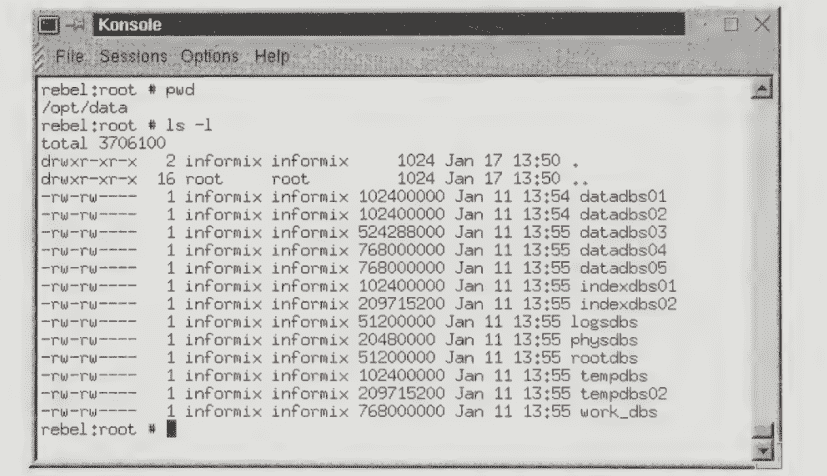 Konsole
File Sessions Options Help
rebel:root # pwd
/opt/data
rebel:root # ls -l
total 3706100
drwxr-xr-x   2 informix informix     1024 Jan 17 13:50 .
drwxr-xr-x  16 root     root         1024 Jan 17 13:50 ..
-rw-rw----   1 informix informix 102400000 Jan 11 13:54 datadbs01
-rw-rw----   1 informix informix 102400000 Jan 11 13:54 datadbs02
-rw-rw----   1 informix informix 524288000 Jan 11 13:55 datadbs03
-rw-rw----   1 informix informix 768000000 Jan 11 13:55 datadbs04
-rw-rw----   1 informix informix 768000000 Jan 11 13:55 datadbs05
-rw-rw----   1 informix informix 102400000 Jan 11 13:55 indexdbs01
-rw-rw----   1 informix informix 209715200 Jan 11 13:55 indexdbs02
-rw-rw----   1 informix informix 51200000 Jan 11 13:55 logsdbs
-rw-rw----   1 informix informix 20480000 Jan 11 13:55 physdbs
-rw-rw----   1 informix informix 51200000 Jan 11 13:55 rootdbs
-rw-rw----   1 informix informix 102400000 Jan 11 13:55 tempdbs
-rw-rw----   1 informix informix 209715200 Jan 11 13:55 tempdbs02
-rw-rw----   1 informix informix 768000000 Jan 11 13:55 work_dbs
rebel:root #